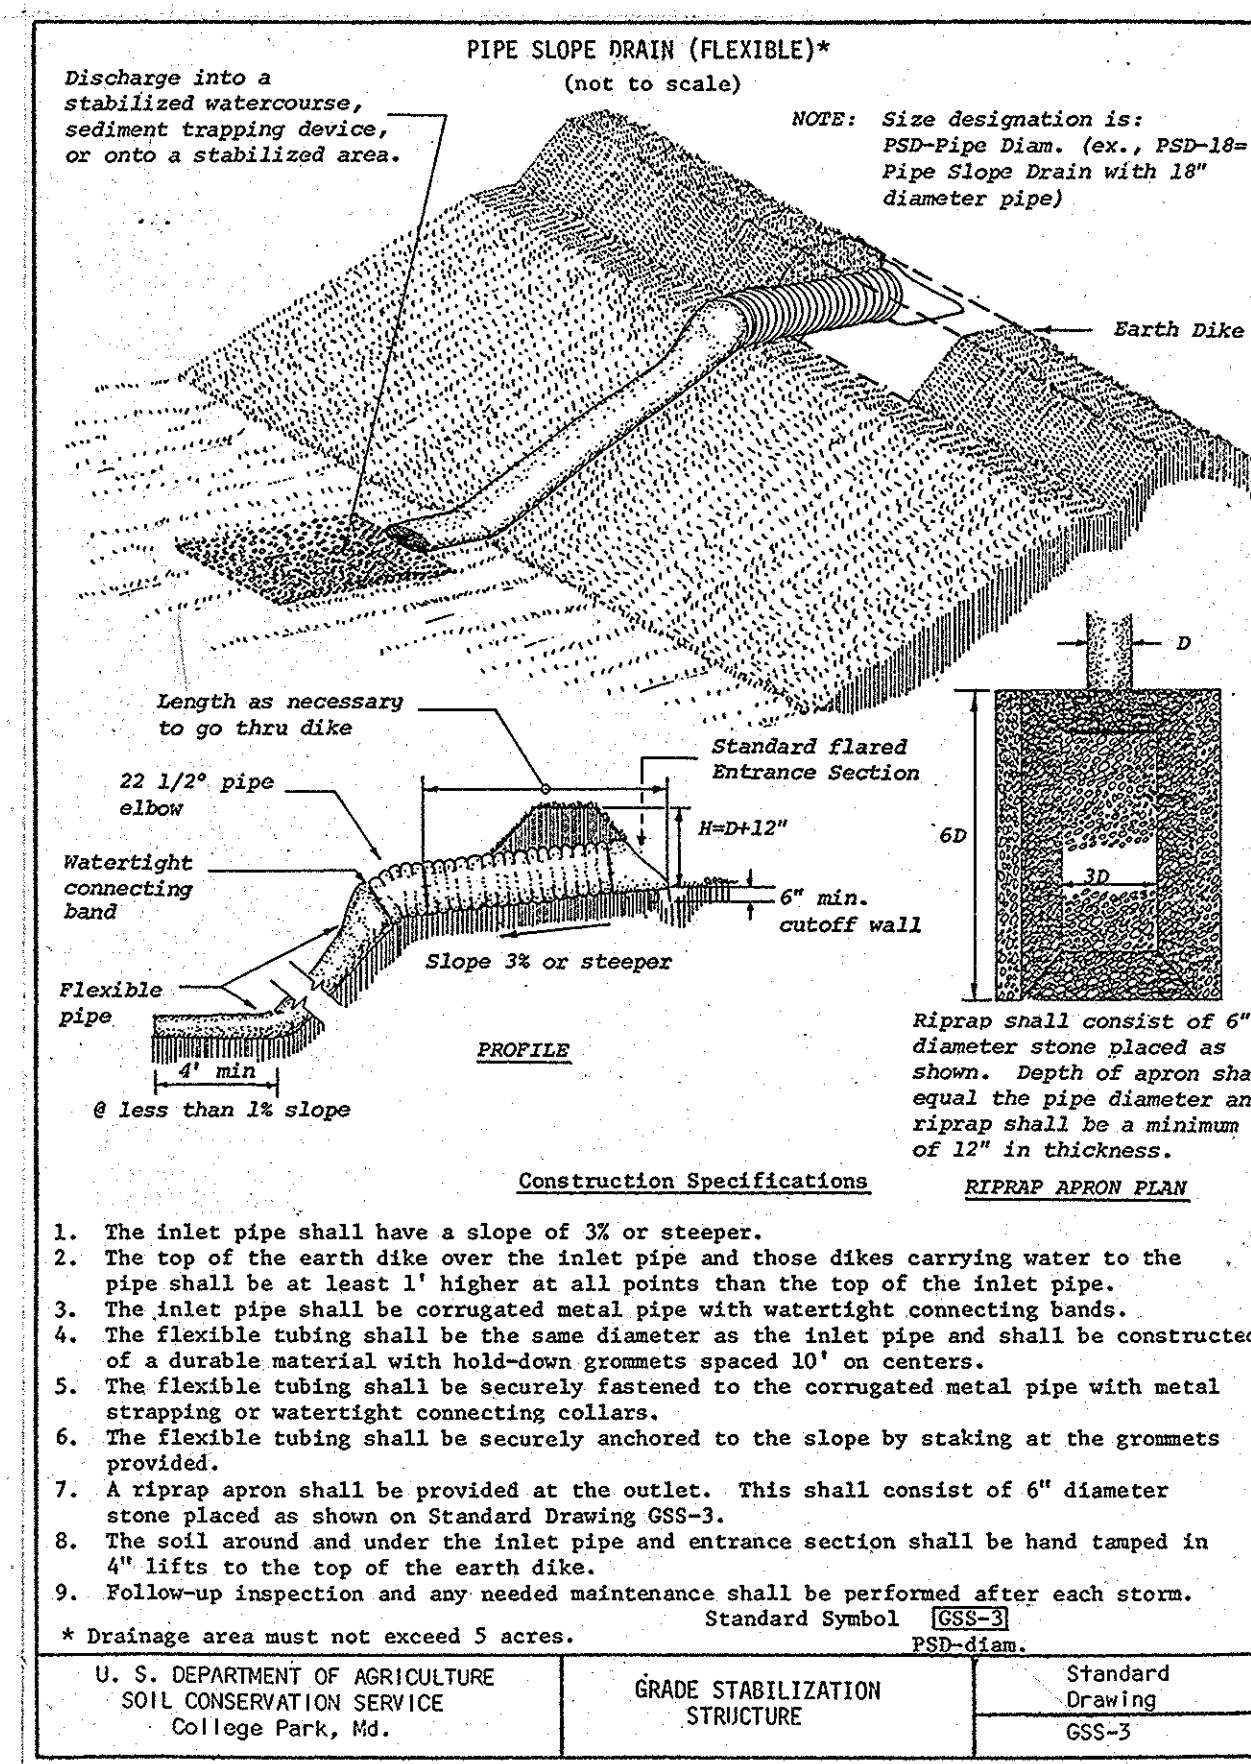 PIPE SLOPE DRAIN (FLEXIBLE)*
(not to scale)
Discharge into a
stabilized watercourse,
sediment trapping device,
or onto a stabilized area.
NOTE: Size designation is:
PSD-Pipe Diam. (ex., PSD-18=
Pipe Slope Drain with 18"
diameter pipe)
Earth Dike
D
Length as necessary
to go thru dike
Standard flared
Entrance Section
22 1/2° pipe
elbow
H=D+12"
6D
Watertight
connecting
band
3D
6" min.
cutoff wall
Slope 3% or steeper
Flexible
pipe
PROFILE
4' min
@ less than 1% slope
Riprap snall consist of 6"
diameter stone placed as
shown. Depth of apron sha
equal the pipe diameter an
riprap shall be a minimum
of 12" in thickness.
RIPRAP APRON PLAN
Construction Specifications
1. The inlet pipe shall have a slope of 3% or steeper.
2. The top of the earth dike over the inlet pipe and those dikes carrying water to the
pipe shall be at least 1' higher at all points than the top of the inlet pipe.
3. The inlet pipe shall be corrugated metal pipe with watertight connecting bands.
4. The flexible tubing shall be the same diameter as the inlet pipe and shall be constructed
of a durable material with hold-down grommets spaced 10' on centers.
5. The flexible tubing shall be securely fastened to the corrugated metal pipe with metal
strapping or watertight connecting collars.
6. The flexible tubing shall be securely anchored to the slope by staking at the grommets
provided.
7. A riprap apron shall be provided at the outlet. This shall consist of 6" diameter
stone placed as shown on Standard Drawing GSS-3.
8. The soil around and under the inlet pipe and entrance section shall be hand tamped in
4" lifts to the top of the earth dike.
9. Follow-up inspection and any needed maintenance shall be performed after each storm.
Standard Symbol GSS-3
* Drainage area must not exceed 5 acres.
PSD-diam.
U. S. DEPARTMENT OF AGRICULTURE
SOIL CONSERVATION SERVICE
College Park, Md.
GRADE STABILIZATION
STRUCTURE
Standard
Drawing
GSS-3